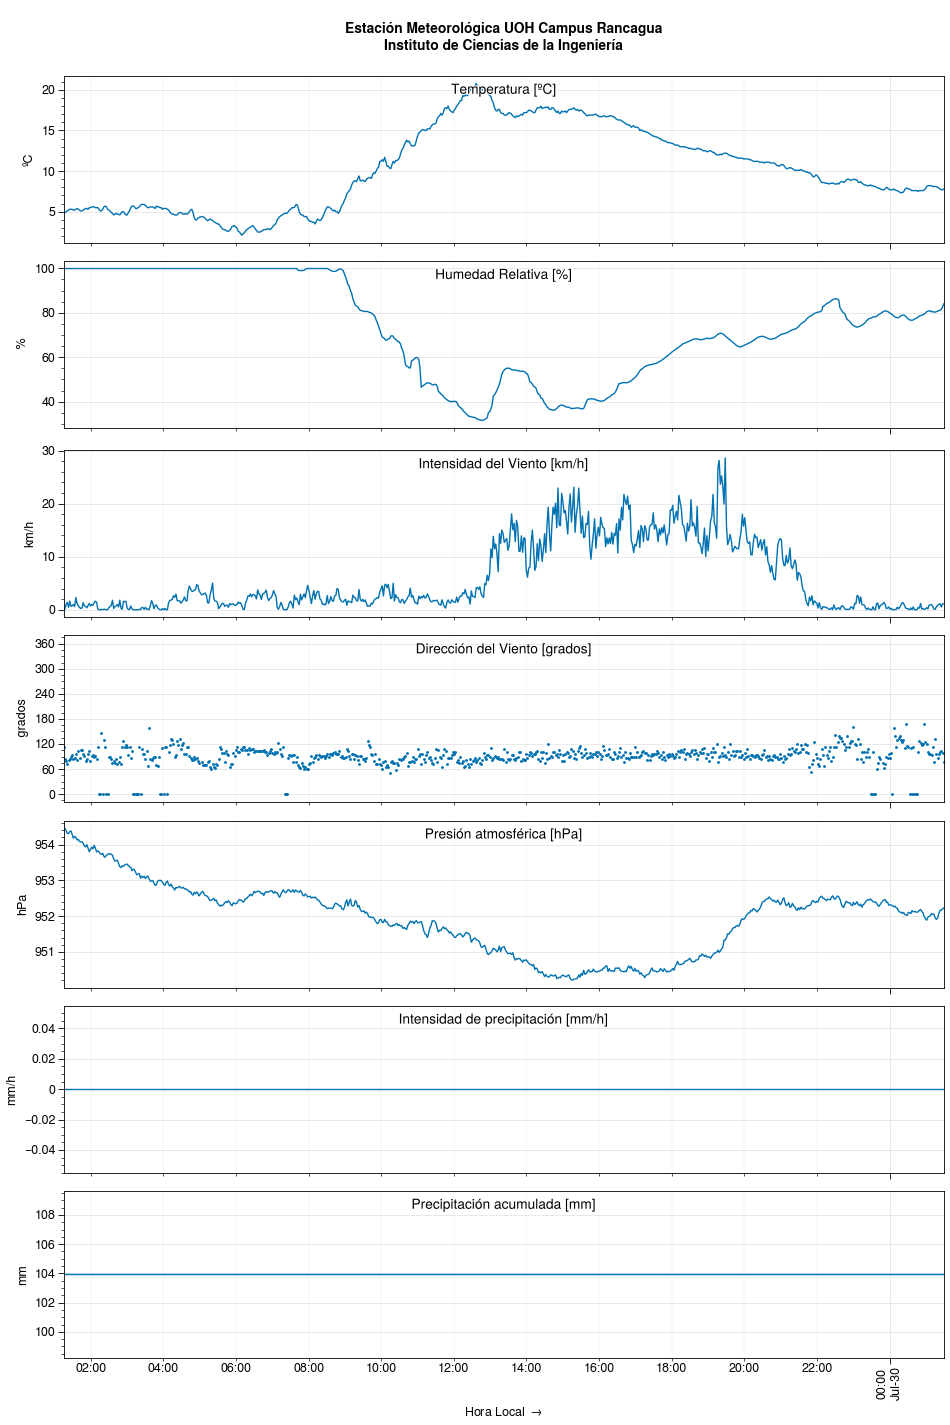 Estación Meteorológica UOH Campus Rancagua
Instituto de Ciencias de la Ingeniería
Temperatura [ºC]
ºC
20
15
10
5
Humedad Relativa [%]
%
100
80
60
40
Intensidad del Viento [km/h]
km/h
30
20
10
0
Dirección del Viento [grados]
grados
360
300
240
180
120
60
0
Presión atmosférica [hPa]
hPa
954
953
952
951
Intensidad de precipitación [mm/h]
mm/h
0.04
0.02
0
−0.02
−0.04
Precipitación acumulada [mm]
mm
108
106
104
102
100
02:00 04:00 06:00 08:00 10:00 12:00 14:00 16:00 18:00 20:00 22:00 00:00
Jul-30
Hora Local →